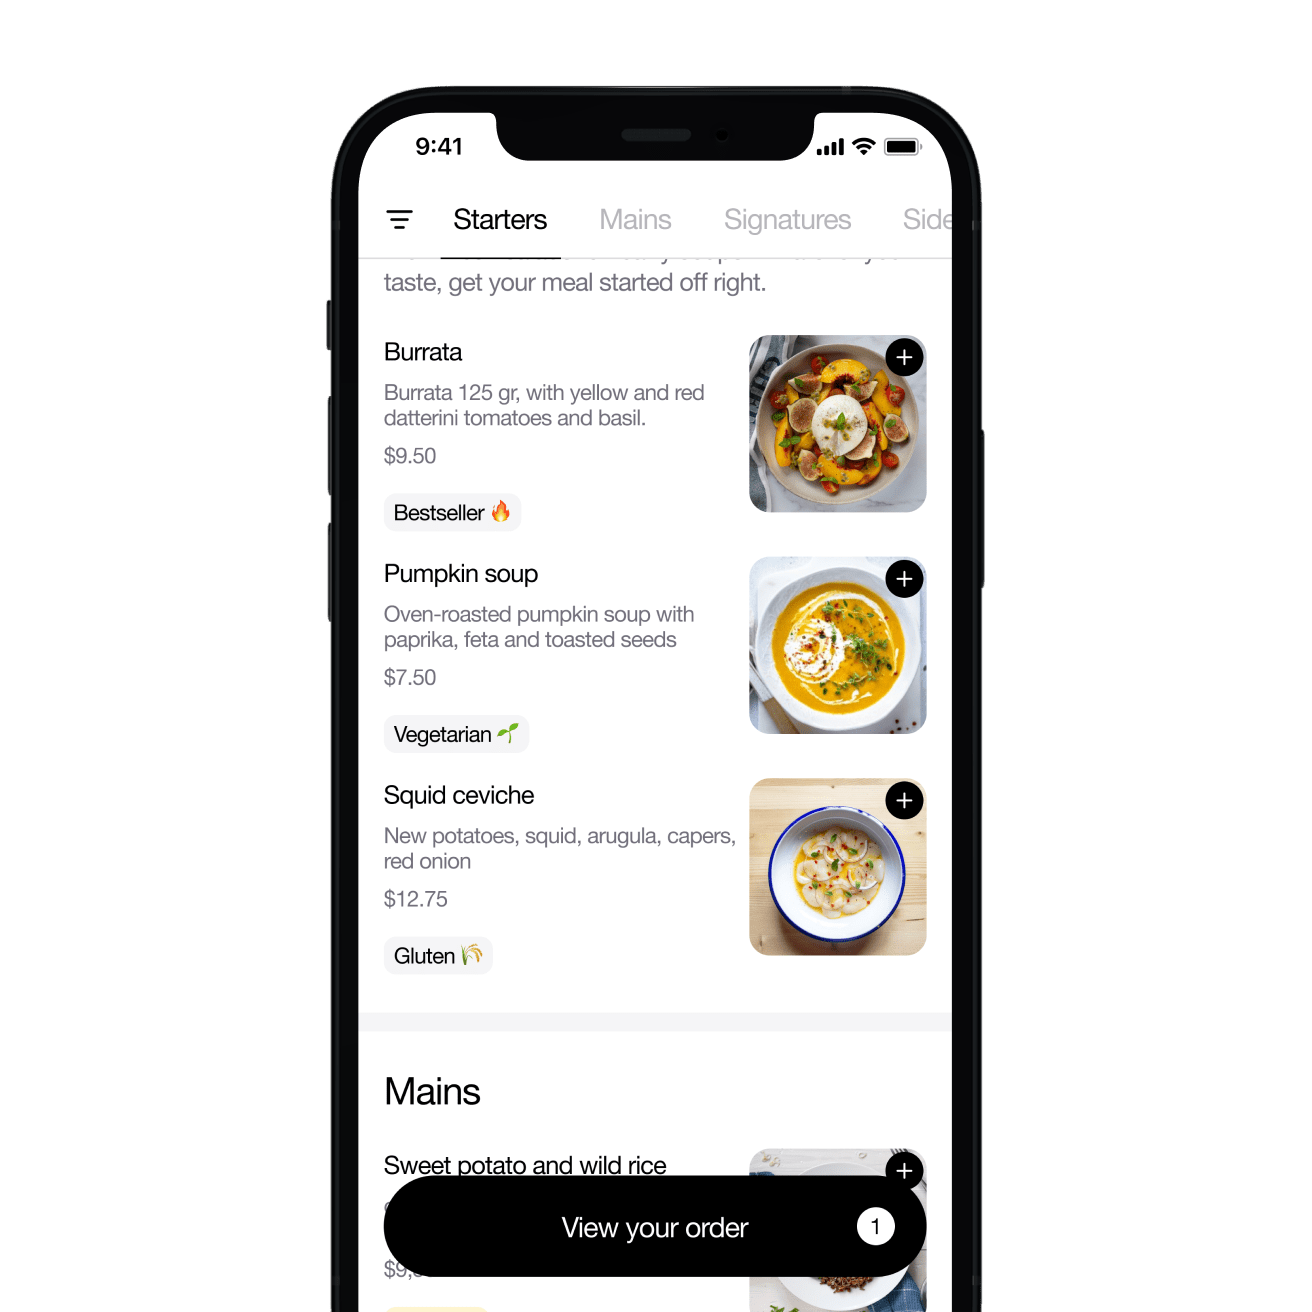 9:41
Starters Mains Signatures Side
taste, get your meal started off right.
Burrata
Burrata 125 gr, with yellow and red
datterini tomatoes and basil.
$9.50
Bestseller 🔥
Pumpkin soup
Oven-roasted pumpkin soup with
paprika, feta and toasted seeds
$7.50
Vegetarian 🌱
Squid ceviche
New potatoes, squid, arugula, capers,
red onion
$12.75
Gluten 🌾
Mains
Sweet potato and wild rice
View your order 1
$9,